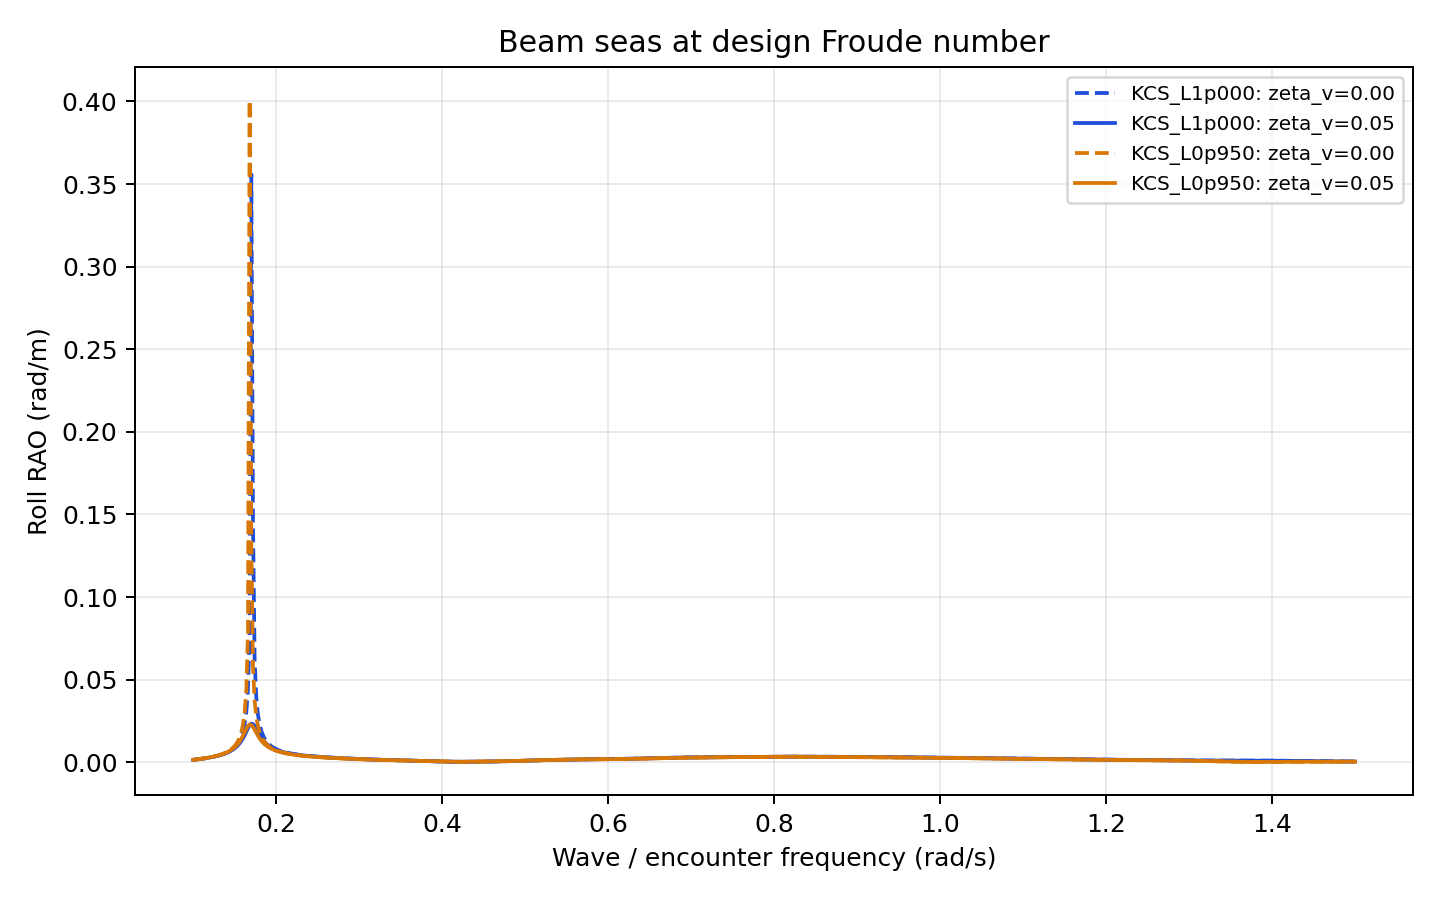 Beam seas at design Froude number
KCS_L1p000: zeta_v=0.00
KCS_L1p000: zeta_v=0.05
KCS_L0p950: zeta_v=0.00
KCS_L0p950: zeta_v=0.05
Roll RAO (rad/m)
0.40
0.35
0.30
0.25
0.20
0.15
0.10
0.05
0.00
0.2 0.4 0.6 0.8 1.0 1.2 1.4
Wave / encounter frequency (rad/s)